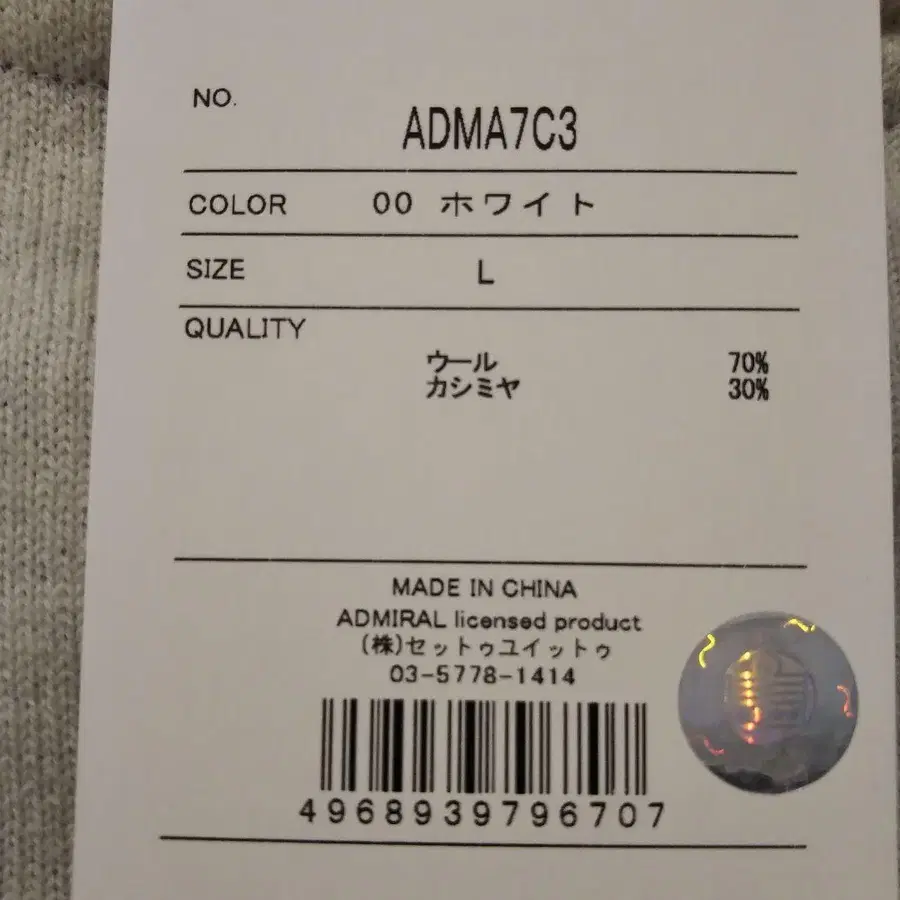 NO.
ADMA7C3
COLOR 00 ホワイト
SIZE L
QUALITY
ウール 70%
カシミヤ 30%
MADE IN CHINA
ADMIRAL licensed product
(株)セットゥユイットゥ
03-5778-1414
4968939796707